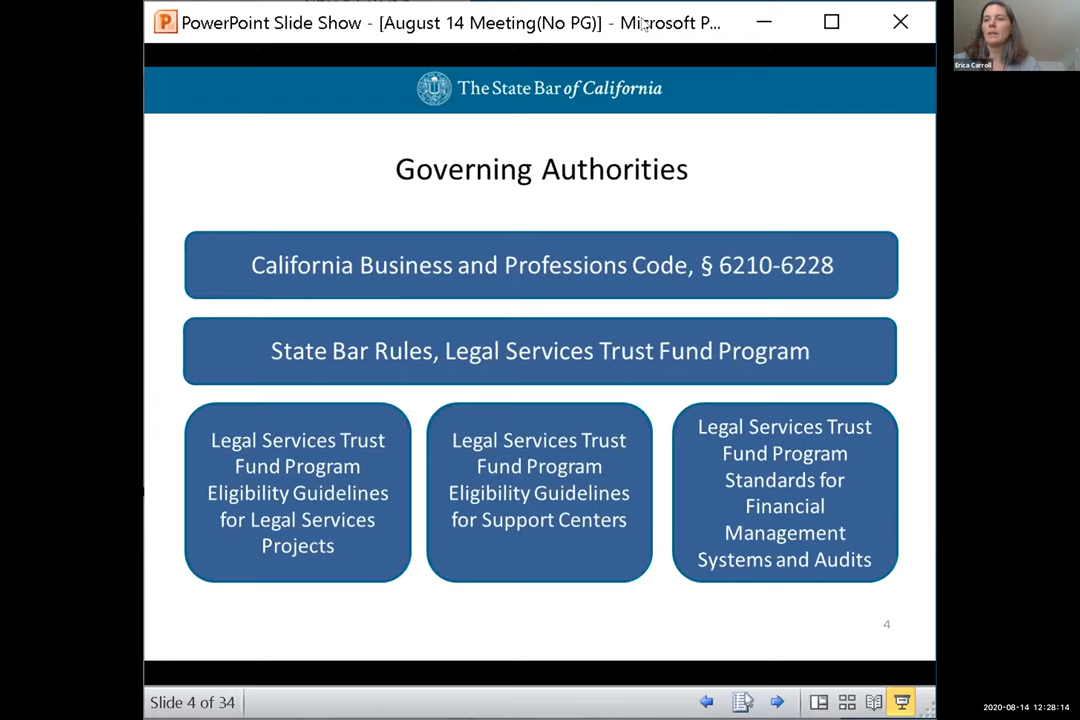 PowerPoint Slide Show - [August 14 Meeting(No PG)] - Microsoft P...
Erica Carroll
The State Bar of California
Governing Authorities
California Business and Professions Code, § 6210-6228
State Bar Rules, Legal Services Trust Fund Program
Legal Services Trust
Fund Program
Eligibility Guidelines
for Legal Services
Projects
Legal Services Trust
Fund Program
Eligibility Guidelines
for Support Centers
Legal Services Trust
Fund Program
Standards for
Financial
Management
Systems and Audits
4
Slide 4 of 34
2020-08-14 12:28:14